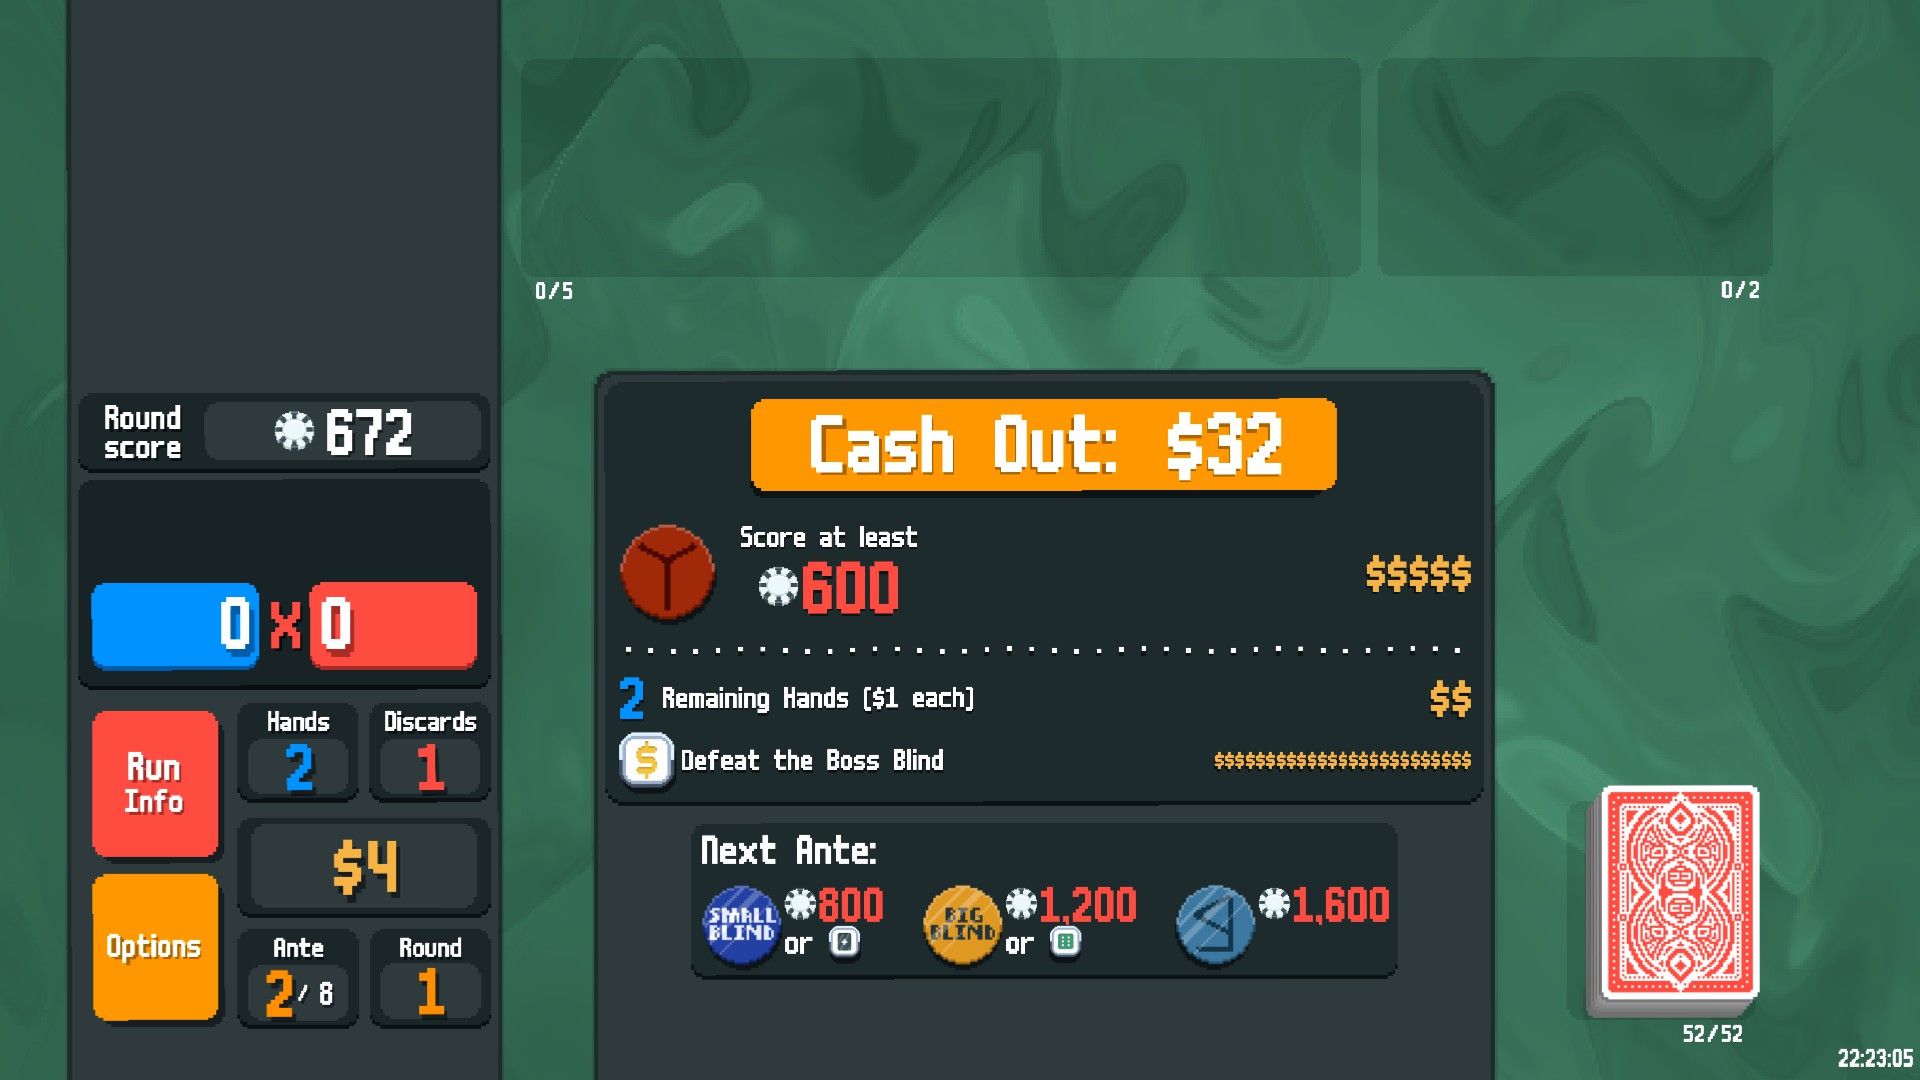 0/5
0/2
Round
score
672
0 X 0
Run
Info
Options
Hands
2
Discards
1
$4
Ante
2/ 8
Round
1
Cash Out: $32
Score at least
600
$$$$$
2 Remaining Hands ($1 each)
$$
$ Defeat the Boss Blind
$$$$$$$$$$$$$$$$$$$$$$$$$
Next Ante:
SMALL
BLIND
800
or
BIG
BLIND
1,200
or
1,600
52/52
22:23:05